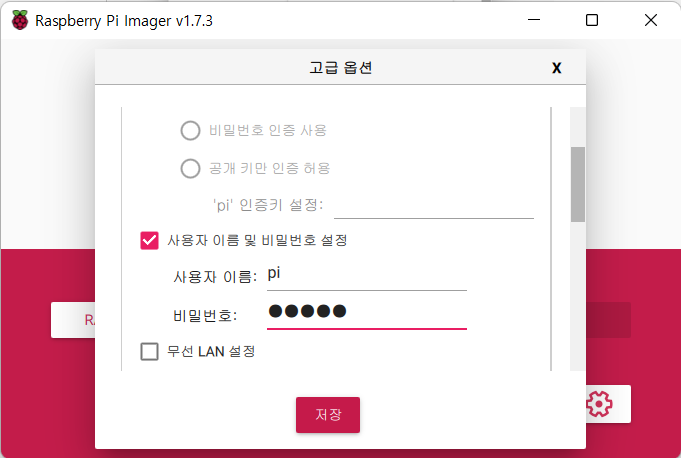 Raspberry Pi Imager v1.7.3
고급 옵션 X
비밀번호 인증 사용
공개 키만 인증 허용
'pi' 인증키 설정:
사용자 이름 및 비밀번호 설정
사용자 이름: pi
비밀번호: ●●●●●
무선 LAN 설정
저장